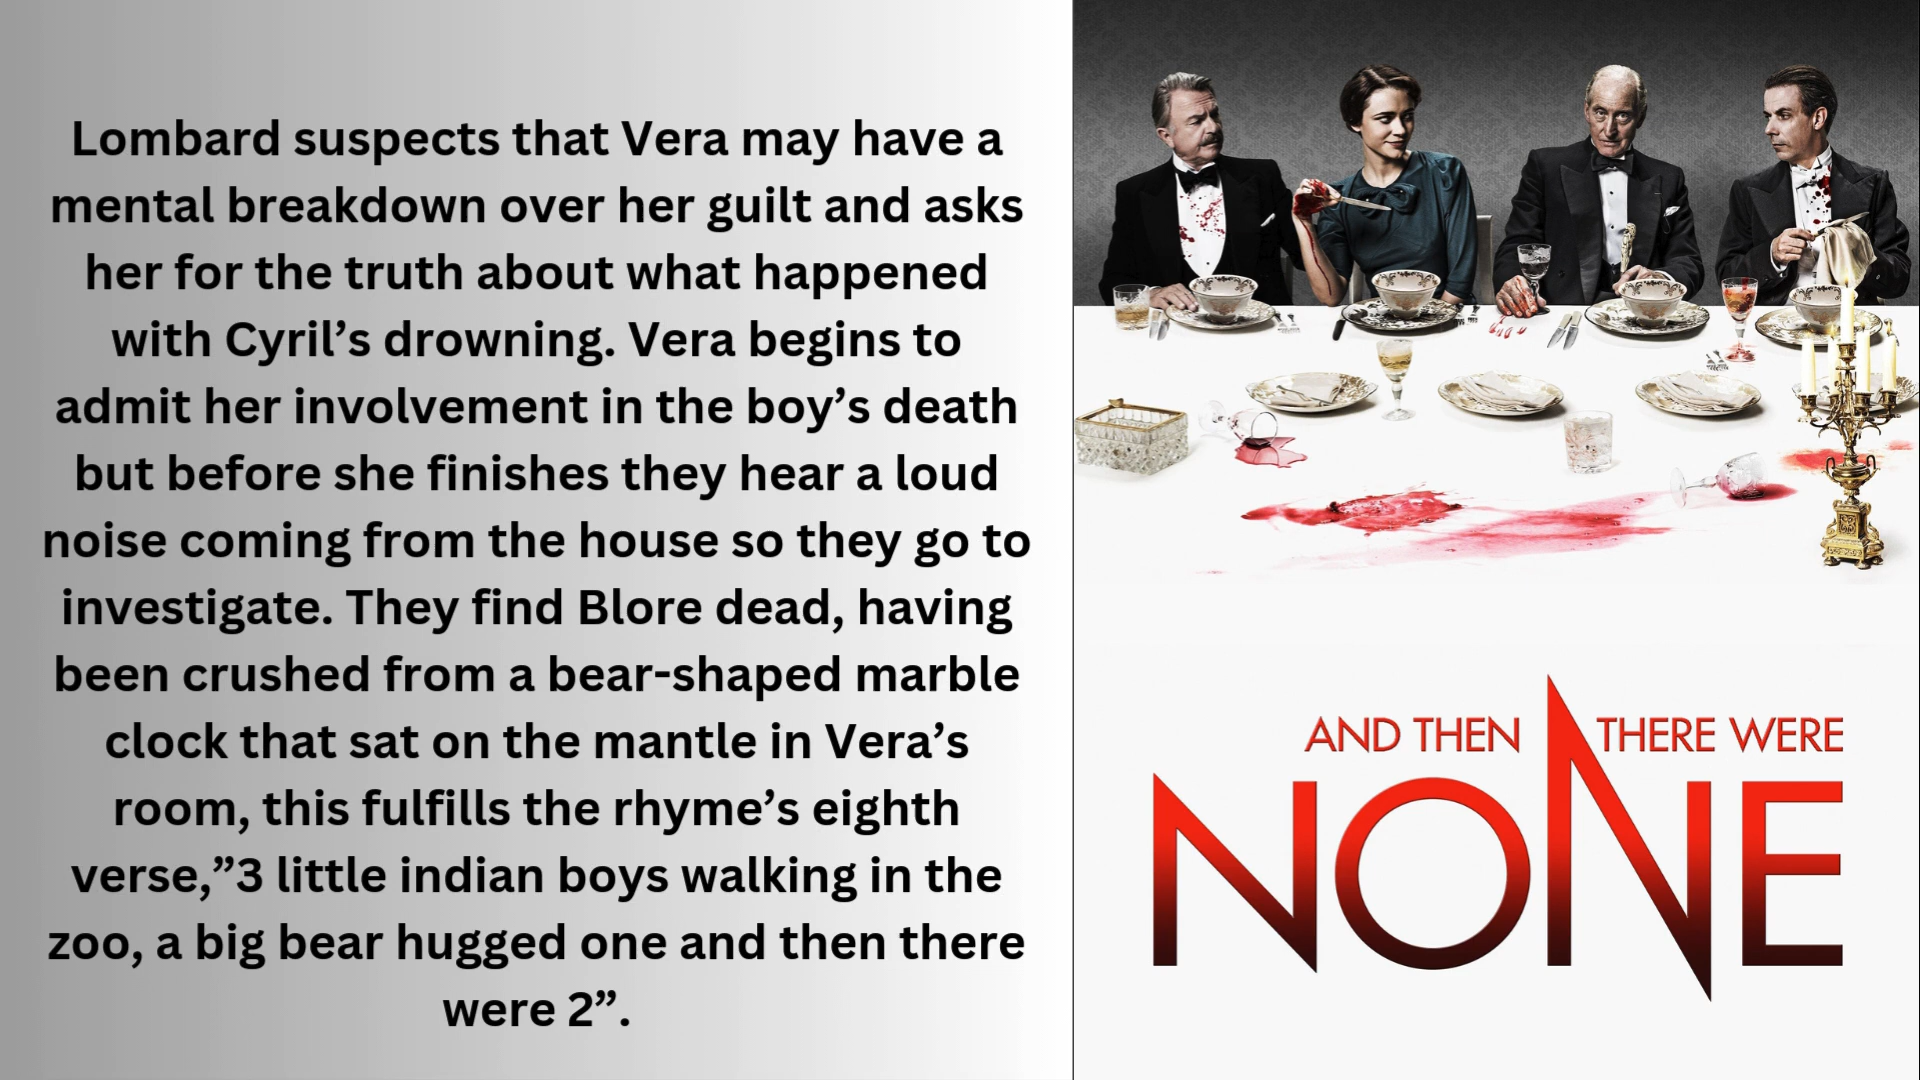 Lombard suspects that Vera may have a
mental breakdown over her guilt and asks
her for the truth about what happened
with Cyril’s drowning. Vera begins to
admit her involvement in the boy’s death
but before she finishes they hear a loud
noise coming from the house so they go to
investigate. They find Blore dead, having
been crushed from a bear-shaped marble
clock that sat on the mantle in Vera’s
room, this fulfills the rhyme’s eighth
verse,”3 little indian boys walking in the
zoo, a big bear hugged one and then there
were 2”.
AND THEN THERE WERE
NONE